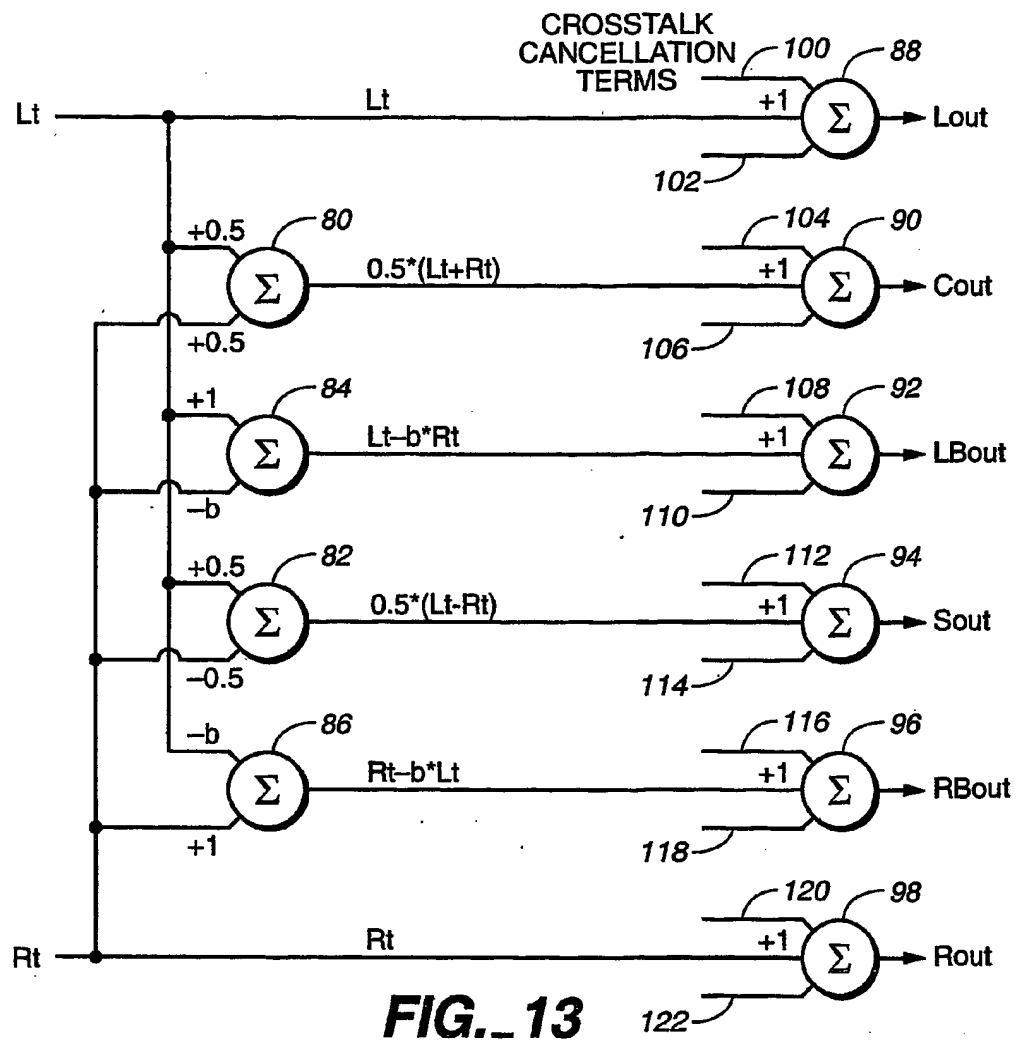 CROSSTALK
CANCELLATION
TERMS
100
88
Lt
Lt
+1
Σ
Lout
102
+0.5
80
104
90
Σ
0.5*(Lt+Rt)
+1
Σ
Cout
+0.5
106
+1
84
108
92
Σ
Lt–b*Rt
+1
Σ
LBout
–b
110
+0.5
82
112
94
Σ
0.5*(Lt-Rt)
+1
Σ
Sout
–0.5
114
–b
86
116
96
Σ
Rt–b*Lt
+1
Σ
RBout
+1
118
120
98
Rt
Rt
+1
Σ
Rout
122
FIG._13